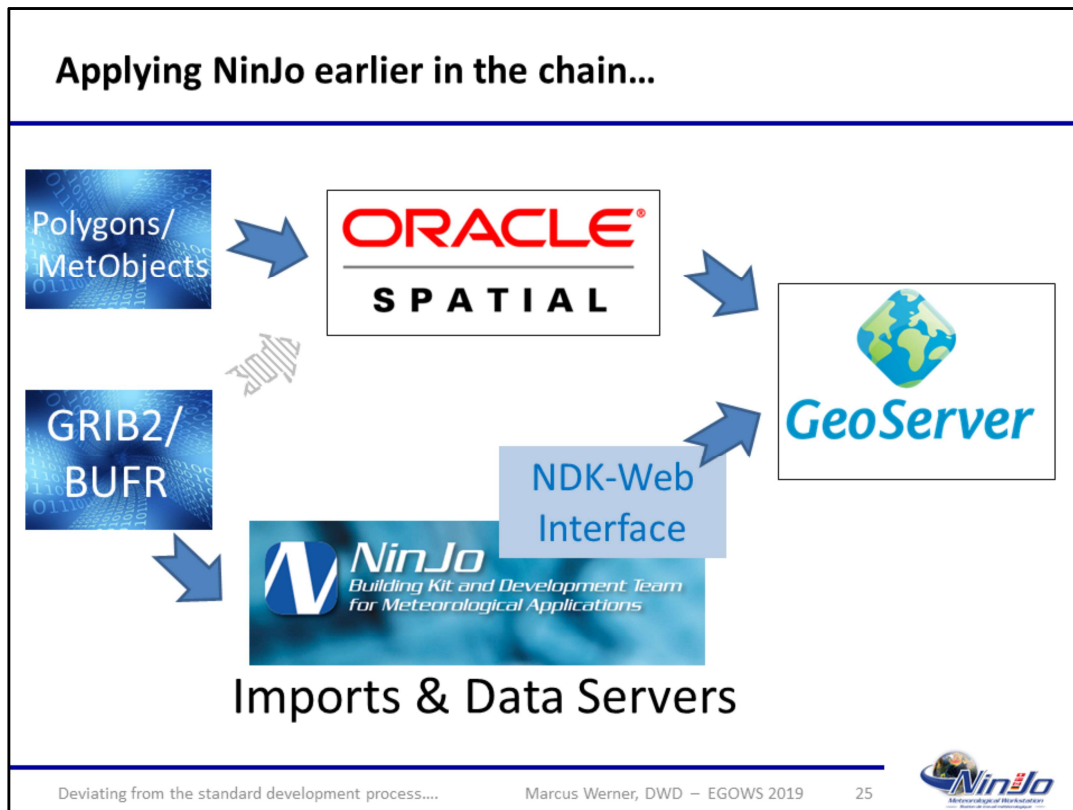 Applying NinJo earlier in the chain…
Polygons/
MetObjects
ORACLE®
SPATIAL
GeoServer
GRIB2/
BUFR
NDK-Web
Interface
NinJo
Building Kit and Development Team
for Meteorological Applications
Imports & Data Servers
Deviating from the standard development process….
Marcus Werner, DWD – EGOWS 2019
25
NinJo
Meteorological Workstation